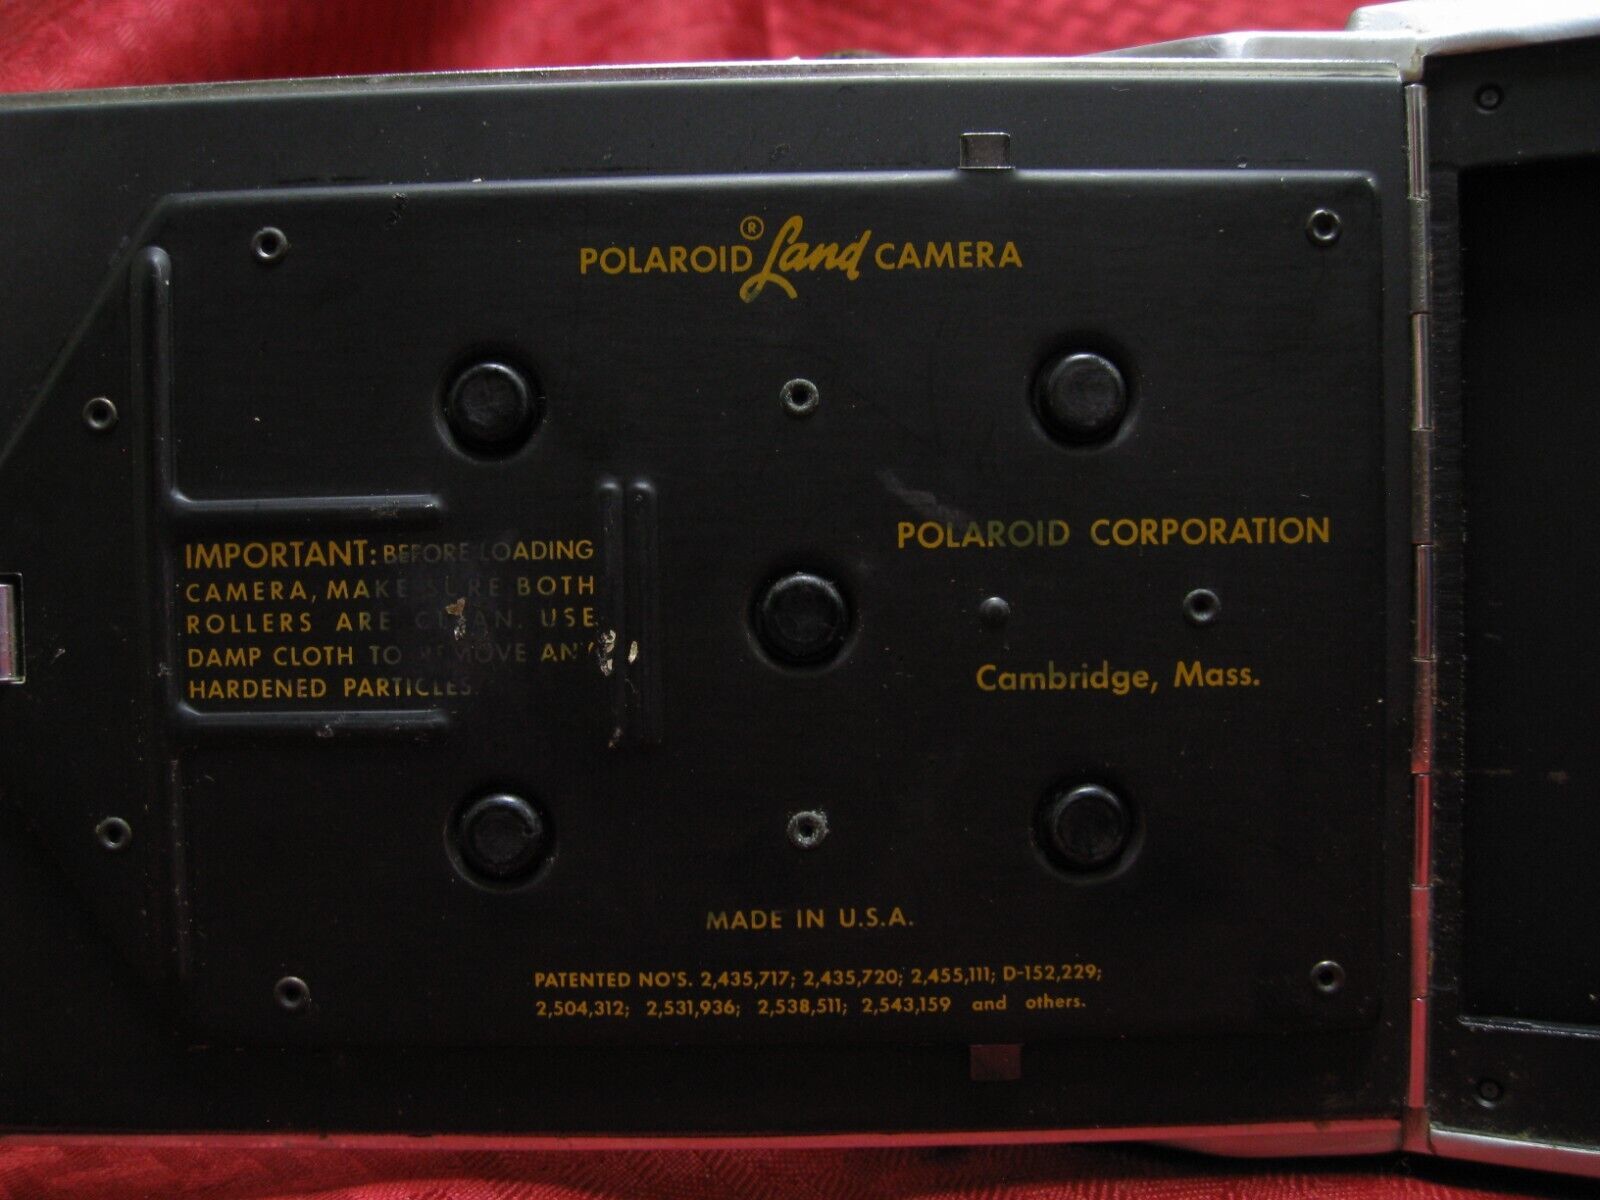 POLAROID® Land CAMERA
IMPORTANT: BEFORE LOADING
CAMERA, MAKE SURE BOTH
ROLLERS ARE CLEAN. USE
DAMP CLOTH TO REMOVE ANY
HARDENED PARTICLES.
POLAROID CORPORATION
Cambridge, Mass.
MADE IN U.S.A.
PATENTED NO'S. 2,435,717; 2,435,720; 2,455,111; D-152,229;
2,504,312; 2,531,936; 2,538,511; 2,543,159 and others.